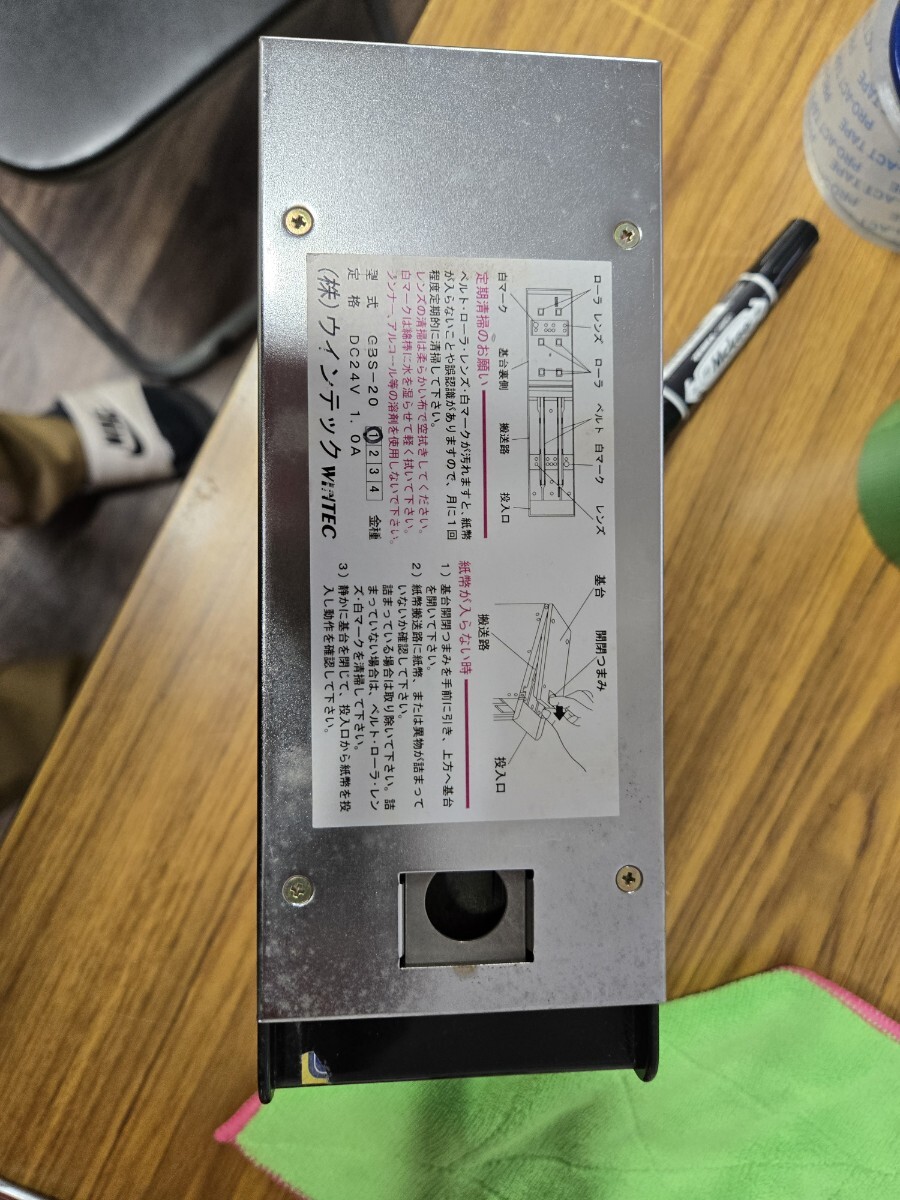 ローラ レンズ ローラ ベルト 白マーク レンズ
白マーク 基台裏側 搬送路 投入口
定期清掃のお願い
ベルト・ローラ・レンズ・白マークが汚れますと、紙幣
が入らないことや誤認識がありますので、月に1回
程度定期的に清掃して下さい。
レンズの清掃は柔らかい布で空拭きしてください。
白マークは綿棒に水を湿らせて軽く拭いて下さい。
シンナー、アルコール等の溶剤を使用しないで下さい。
型式 GBS-20 1 2 3 4 金種
定格 DC24V 1.0A
(株)ウインテック WINTEC
基台 開閉つまみ
搬送路 投入口
紙幣が入らない時
1) 基台開閉つまみを手前に引き、上方へ基台
を開いて下さい。
2) 紙幣搬送路に紙幣、または異物が詰まって
いないか確認して下さい。
詰まっている場合は取り除いて下さい。詰
まっていない場合は、ベルト・ローラ・レン
ズ・白マークを清掃して下さい。
3) 静かに基台を閉じて、投入口から紙幣を投
入し動作を確認して下さい。
PRO-ACT TAPE